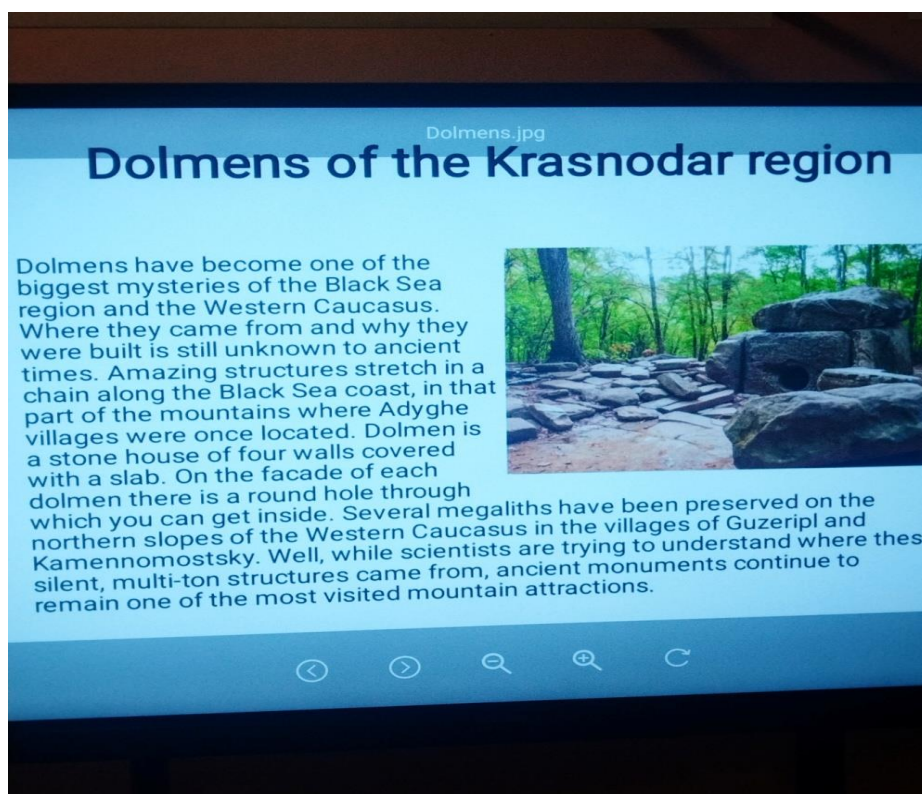 Dolmens.jpg
Dolmens of the Krasnodar region
Dolmens have become one of the
biggest mysteries of the Black Sea
region and the Western Caucasus.
Where they came from and why they
were built is still unknown to ancient
times. Amazing structures stretch in a
chain along the Black Sea coast, in that
part of the mountains where Adyghe
villages were once located. Dolmen is
a stone house of four walls covered
with a slab. On the facade of each
dolmen there is a round hole through
which you can get inside. Several megaliths have been preserved on the
northern slopes of the Western Caucasus in the villages of Guzeripl and
Kamennomostsky. Well, while scientists are trying to understand where thes
silent, multi-ton structures came from, ancient monuments continue to
remain one of the most visited mountain attractions.